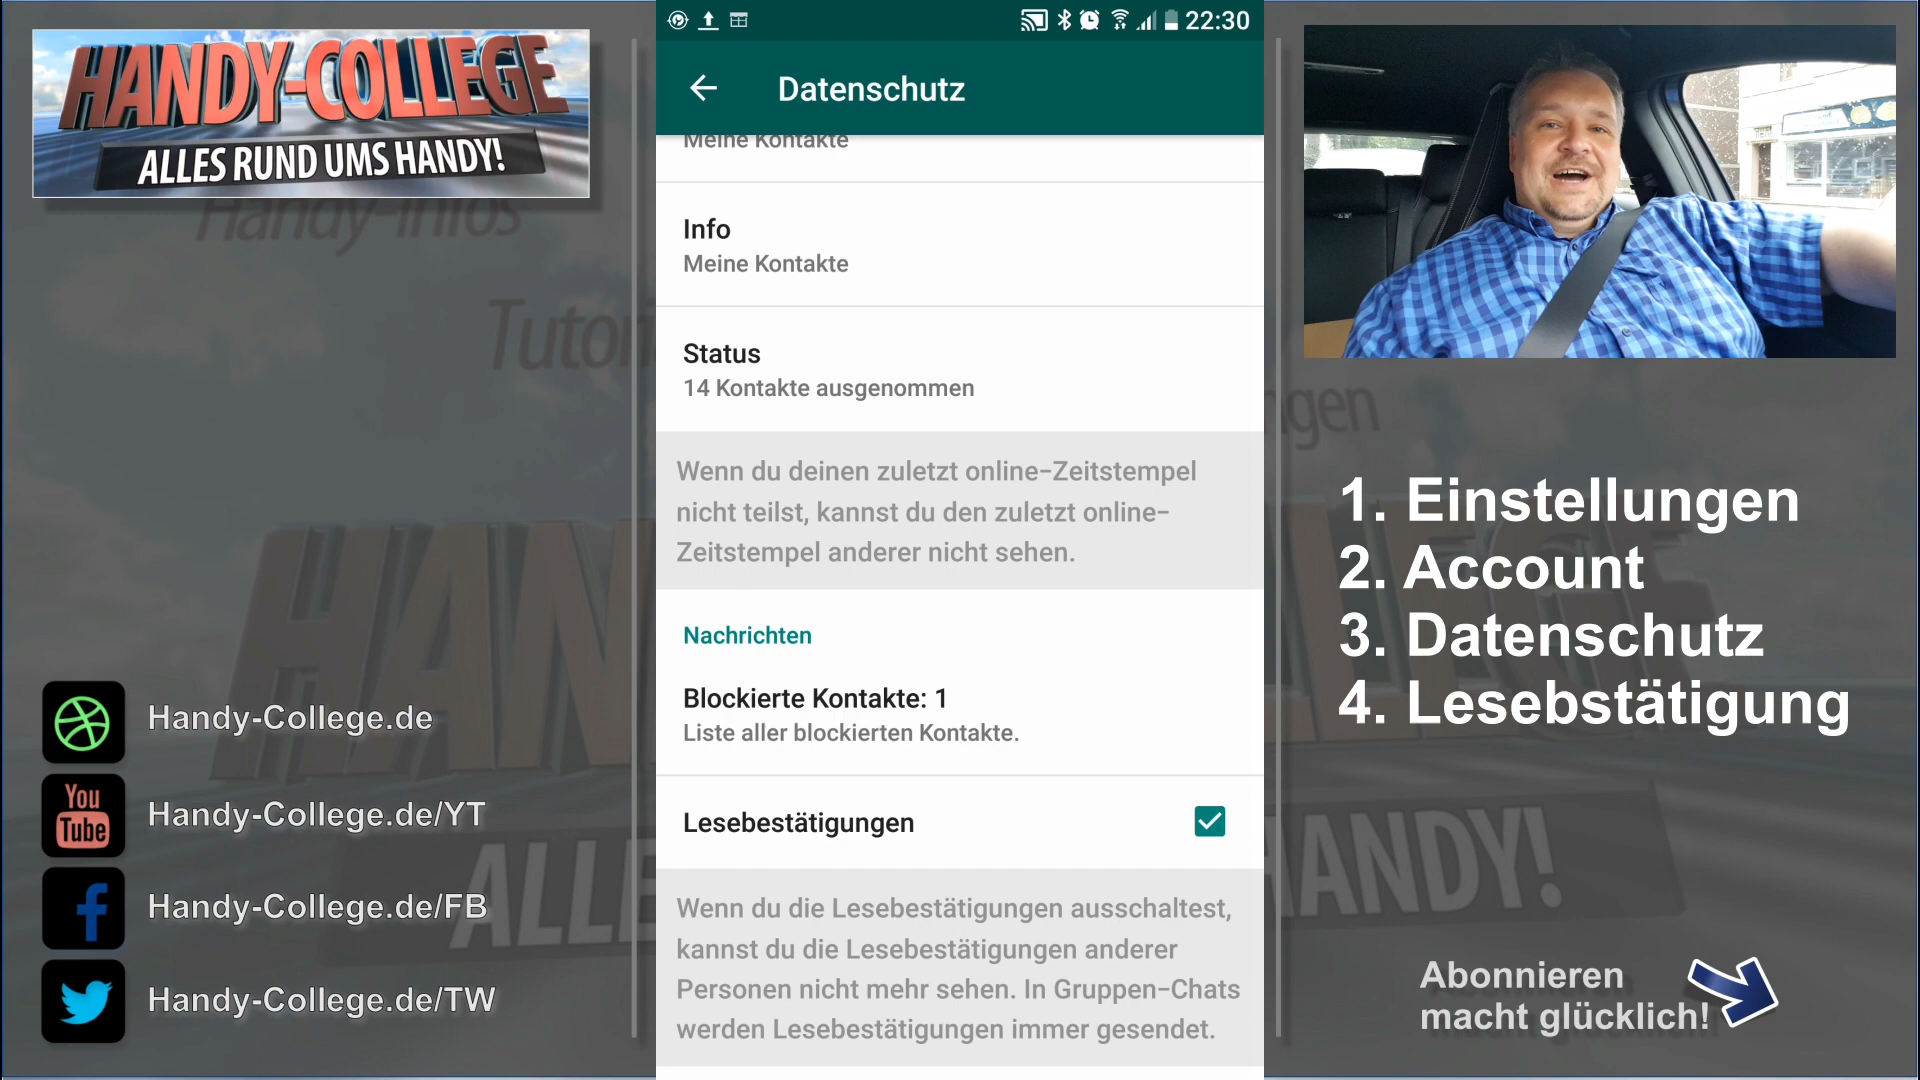 HANDY-COLLEGE
ALLES RUND UMS HANDY!
Handy-Infos
Handy-College.de
You
Tube
Handy-College.de/YT
Handy-College.de/FB
Handy-College.de/TW
22:30
Datenschutz
Meine Kontakte
Info
Meine Kontakte
Status
14 Kontakte ausgenommen
Wenn du deinen zuletzt online-Zeitstempel
nicht teilst, kannst du den zuletzt online-
Zeitstempel anderer nicht sehen.
Nachrichten
Blockierte Kontakte: 1
Liste aller blockierten Kontakte.
Lesebestätigungen
Wenn du die Lesebestätigungen ausschaltest,
kannst du die Lesebestätigungen anderer
Personen nicht mehr sehen. In Gruppen-Chats
werden Lesebestätigungen immer gesendet.
1. Einstellungen
2. Account
3. Datenschutz
4. Lesebstätigung
Abonnieren
macht glücklich!